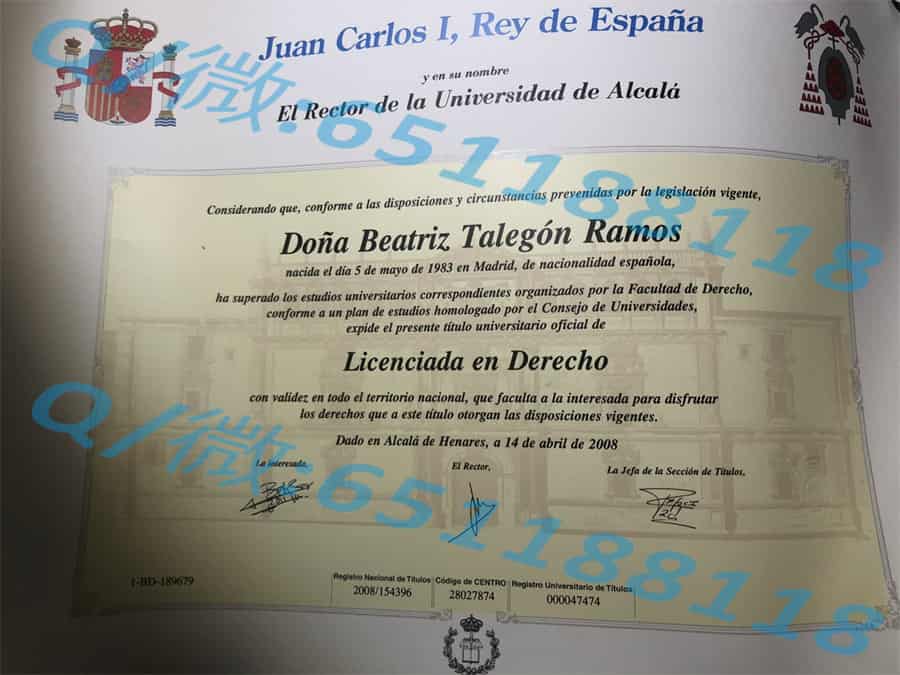 Juan Carlos I, Rey de España
y en su nombre
El Rector de la Universidad de Alcalá
Q/微:651188118
Considerando que, conforme a las disposiciones y circunstancias prevenidas por la legislación vigente,
Doña Beatriz Talegón Ramos
nacida el día 5 de mayo de 1983 en Madrid, de nacionalidad española,
ha superado los estudios universitarios correspondientes organizados por la Facultad de Derecho,
conforme a un plan de estudios homologado por el Consejo de Universidades,
expide el presente título universitario oficial de
Licenciada en Derecho
con validez en todo el territorio nacional, que faculta a la interesada para disfrutar
los derechos que a este título otorgan las disposiciones vigentes.
Dado en Alcalá de Henares, a 14 de abril de 2008
Q/微:651188118
La interesada, El Rector, La Jefa de la Sección de Títulos,
1-BD-189679
Registro Nacional de Títulos Código de CENTRO Registro Universitario de Títulos
2008/154396 28027874 000047474